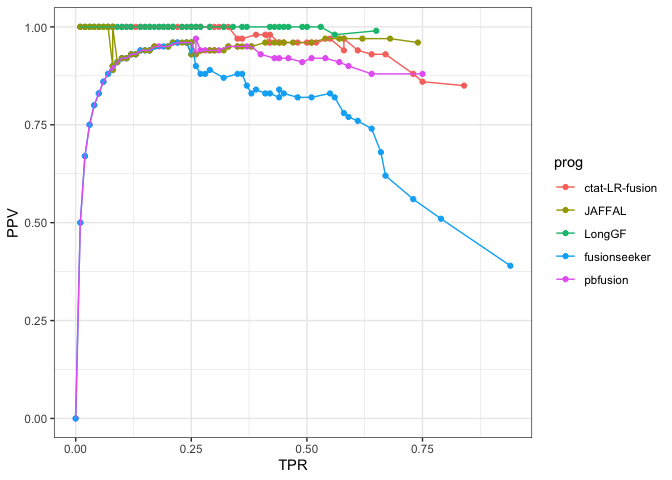 1.00
0.75
0.50
0.25
0.00
PPV
0.00 0.25 0.50 0.75
TPR
prog
ctat-LR-fusion
JAFFAL
LongGF
fusionseeker
pbfusion